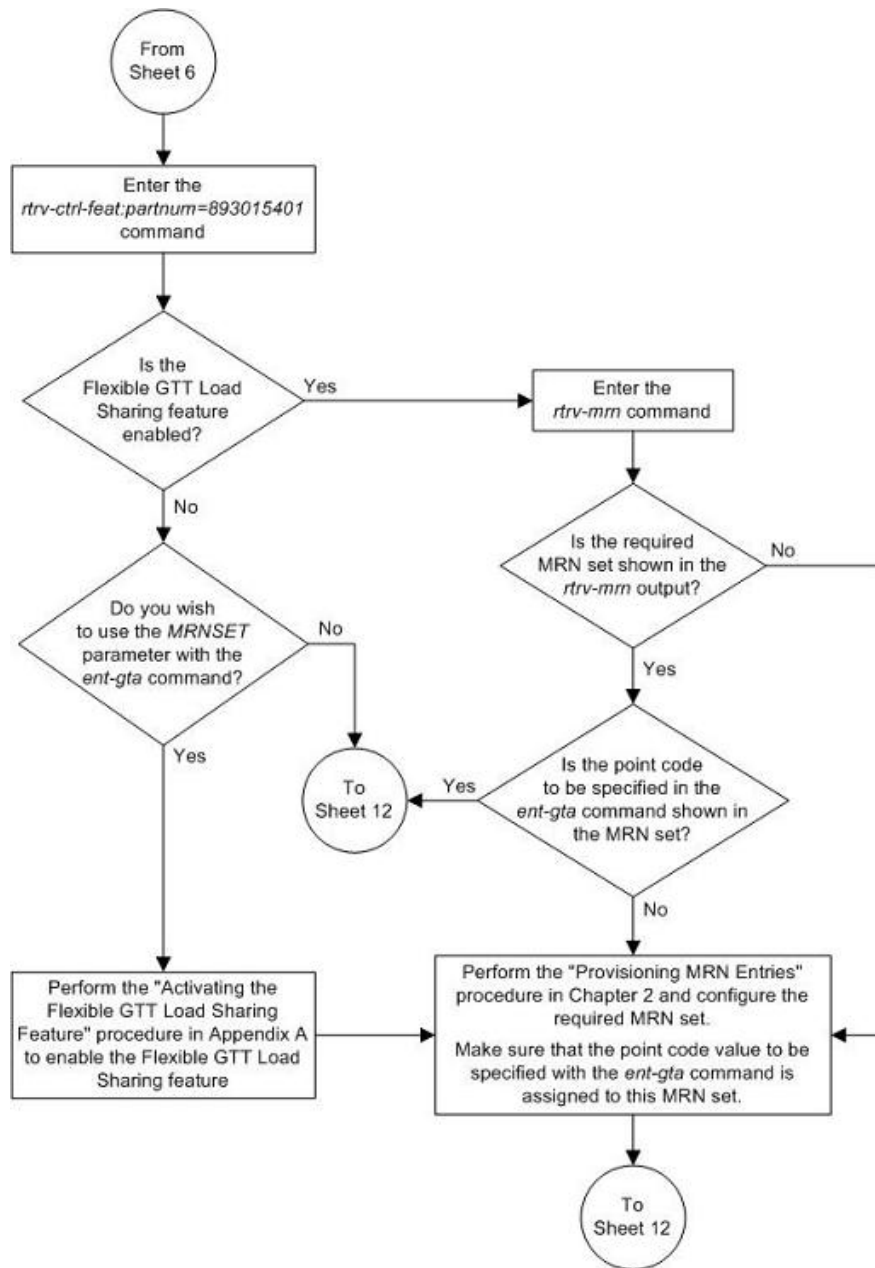 From
Sheet 6
Enter the
rtrv-ctrl-feat:partnum=893015401
command
Is the
Flexible GTT Load
Sharing feature
enabled?
Yes
Enter the
rtrv-mrn command
No
Is the required
MRN set shown in the
rtrv-mrn output?
No
Do you wish
to use the MRNSET
parameter with the
ent-gta command?
No
Yes
Yes
To
Sheet 12
Yes
Is the point code
to be specified in the
ent-gta command shown in
the MRN set?
No
Perform the "Activating the
Flexible GTT Load Sharing
Feature" procedure in Appendix A
to enable the Flexible GTT Load
Sharing feature
Perform the "Provisioning MRN Entries"
procedure in Chapter 2 and configure the
required MRN set.
Make sure that the point code value to be
specified with the ent-gta command is
assigned to this MRN set.
To
Sheet 12